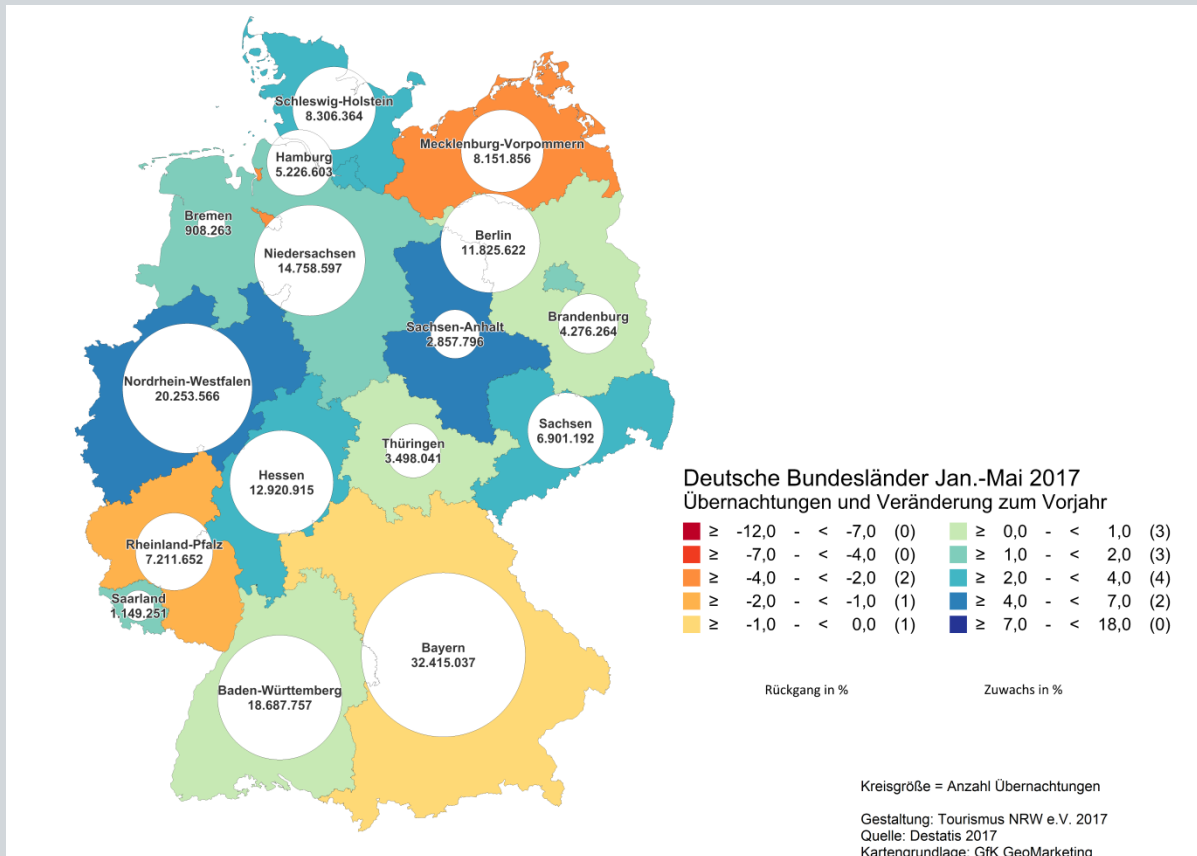 Schleswig-Holstein
8.306.364
Mecklenburg-Vorpommern
8.151.856
Hamburg
5.226.603
Bremen
908.263
Niedersachsen
14.758.597
Berlin
11.825.622
Brandenburg
4.276.264
Sachsen-Anhalt
2.857.796
Nordrhein-Westfalen
20.253.566
Sachsen
6.901.192
Thüringen
3.498.041
Hessen
12.920.915
Rheinland-Pfalz
7.211.652
Saarland
1.149.251
Bayern
32.415.037
Baden-Württemberg
18.687.757
Deutsche Bundesländer Jan.-Mai 2017
Übernachtungen und Veränderung zum Vorjahr
≥ -12,0 - < -7,0 (0)
≥ -7,0 - < -4,0 (0)
≥ -4,0 - < -2,0 (2)
≥ -2,0 - < -1,0 (1)
≥ -1,0 - < 0,0 (1)
≥ 0,0 - < 1,0 (3)
≥ 1,0 - < 2,0 (3)
≥ 2,0 - < 4,0 (4)
≥ 4,0 - < 7,0 (2)
≥ 7,0 - < 18,0 (0)
Rückgang in %
Zuwachs in %
Kreisgröße = Anzahl Übernachtungen
Gestaltung: Tourismus NRW e.V. 2017
Quelle: Destatis 2017
Kartengrundlage: GfK GeoMarketing